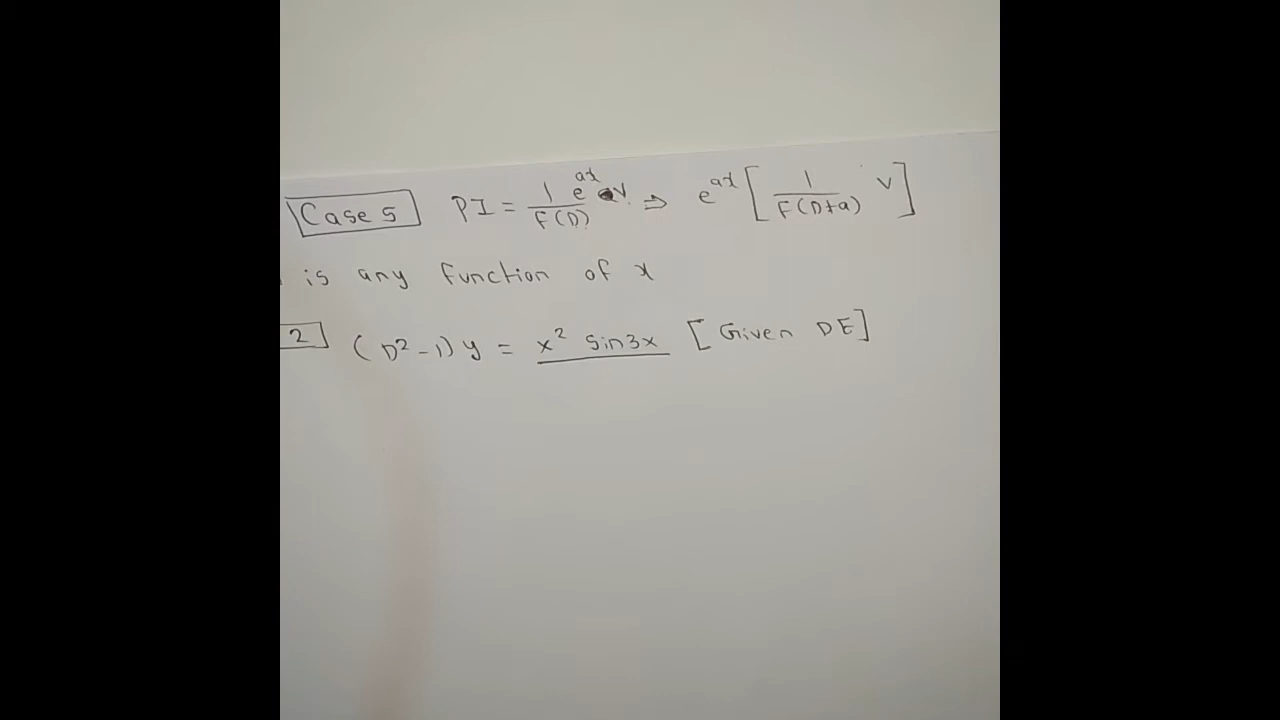 Case 5 PI = 1/F(D) e^ax V ⇒ e^ax [ 1/F(D+a) V ]
is any function of x
2 (D² - 1) y = x² sin3x [Given DE]